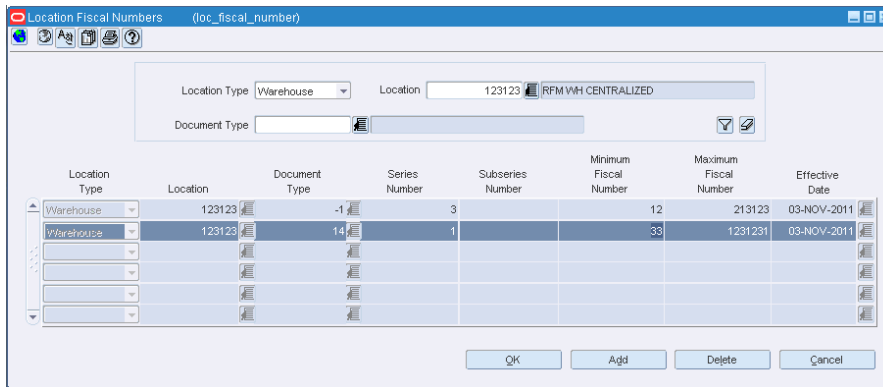 Location Fiscal Numbers (loc_fiscal_number)
Location Type Warehouse Location 123123 RFM WH CENTRALIZED
Document Type
Location Type Location Document Type Series Number Subseries Number Minimum Fiscal Number Maximum Fiscal Number Effective Date
Warehouse 123123 -1 3 12 213123 03-NOV-2011
Warehouse 123123 14 1 33 1231231 03-NOV-2011
OK Add Delete Cancel